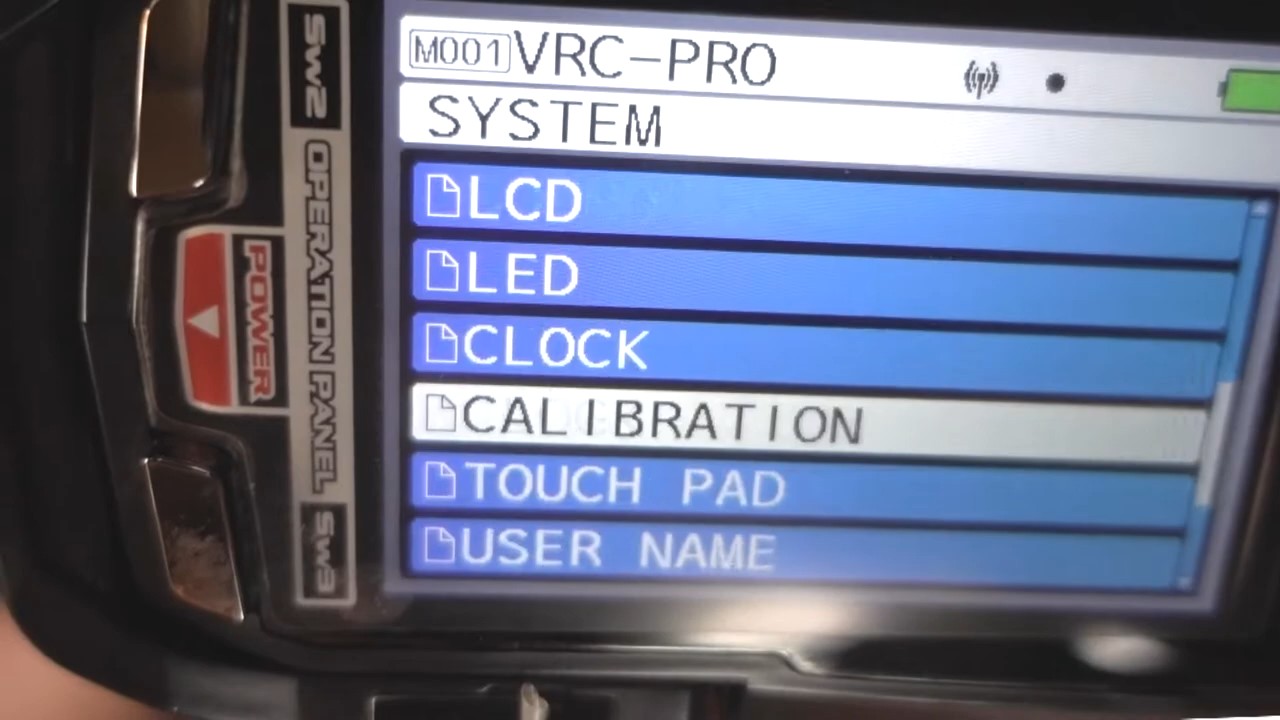 M001 VRC-PRO
SYSTEM
LCD
LED
CLOCK
CALIBRATION
TOUCH PAD
USER NAME
SW2
OPERATION PANEL
SW3
POWER